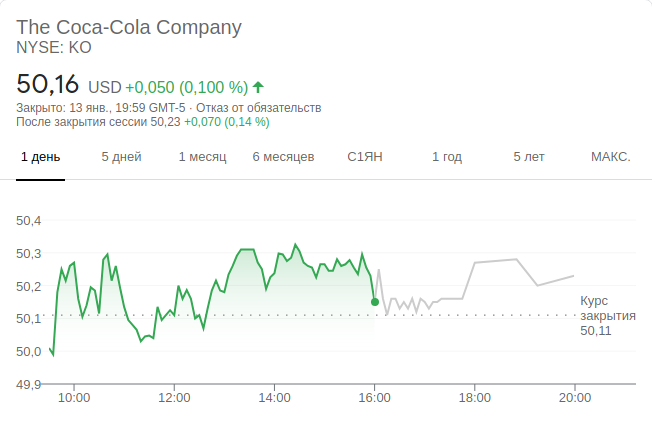 The Coca-Cola Company
NYSE: KO
50,16 USD +0,050 (0,100 %)
Закрыто: 13 янв., 19:59 GMT-5 · Отказ от обязательств
После закрытия сессии 50,23 +0,070 (0,14 %)
1 день 5 дней 1 месяц 6 месяцев С1ЯН 1 год 5 лет МАКС.
50,4
50,3
50,2
50,1
50,0
49,9
Курс
закрытия
50,11
10:00 12:00 14:00 16:00 18:00 20:00